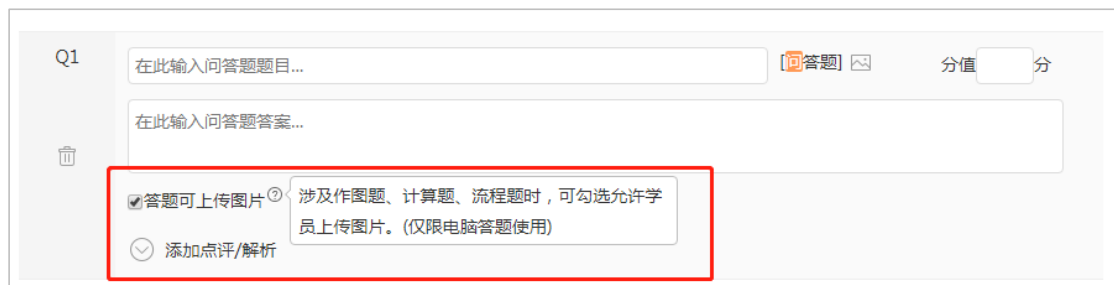 Q1
在此输入问答题题目...
[问答题]
分值 分
在此输入问答题答案...
答题可上传图片?
涉及作图题、计算题、流程题时，可勾选允许学
员上传图片。(仅限电脑答题使用)
添加点评/解析